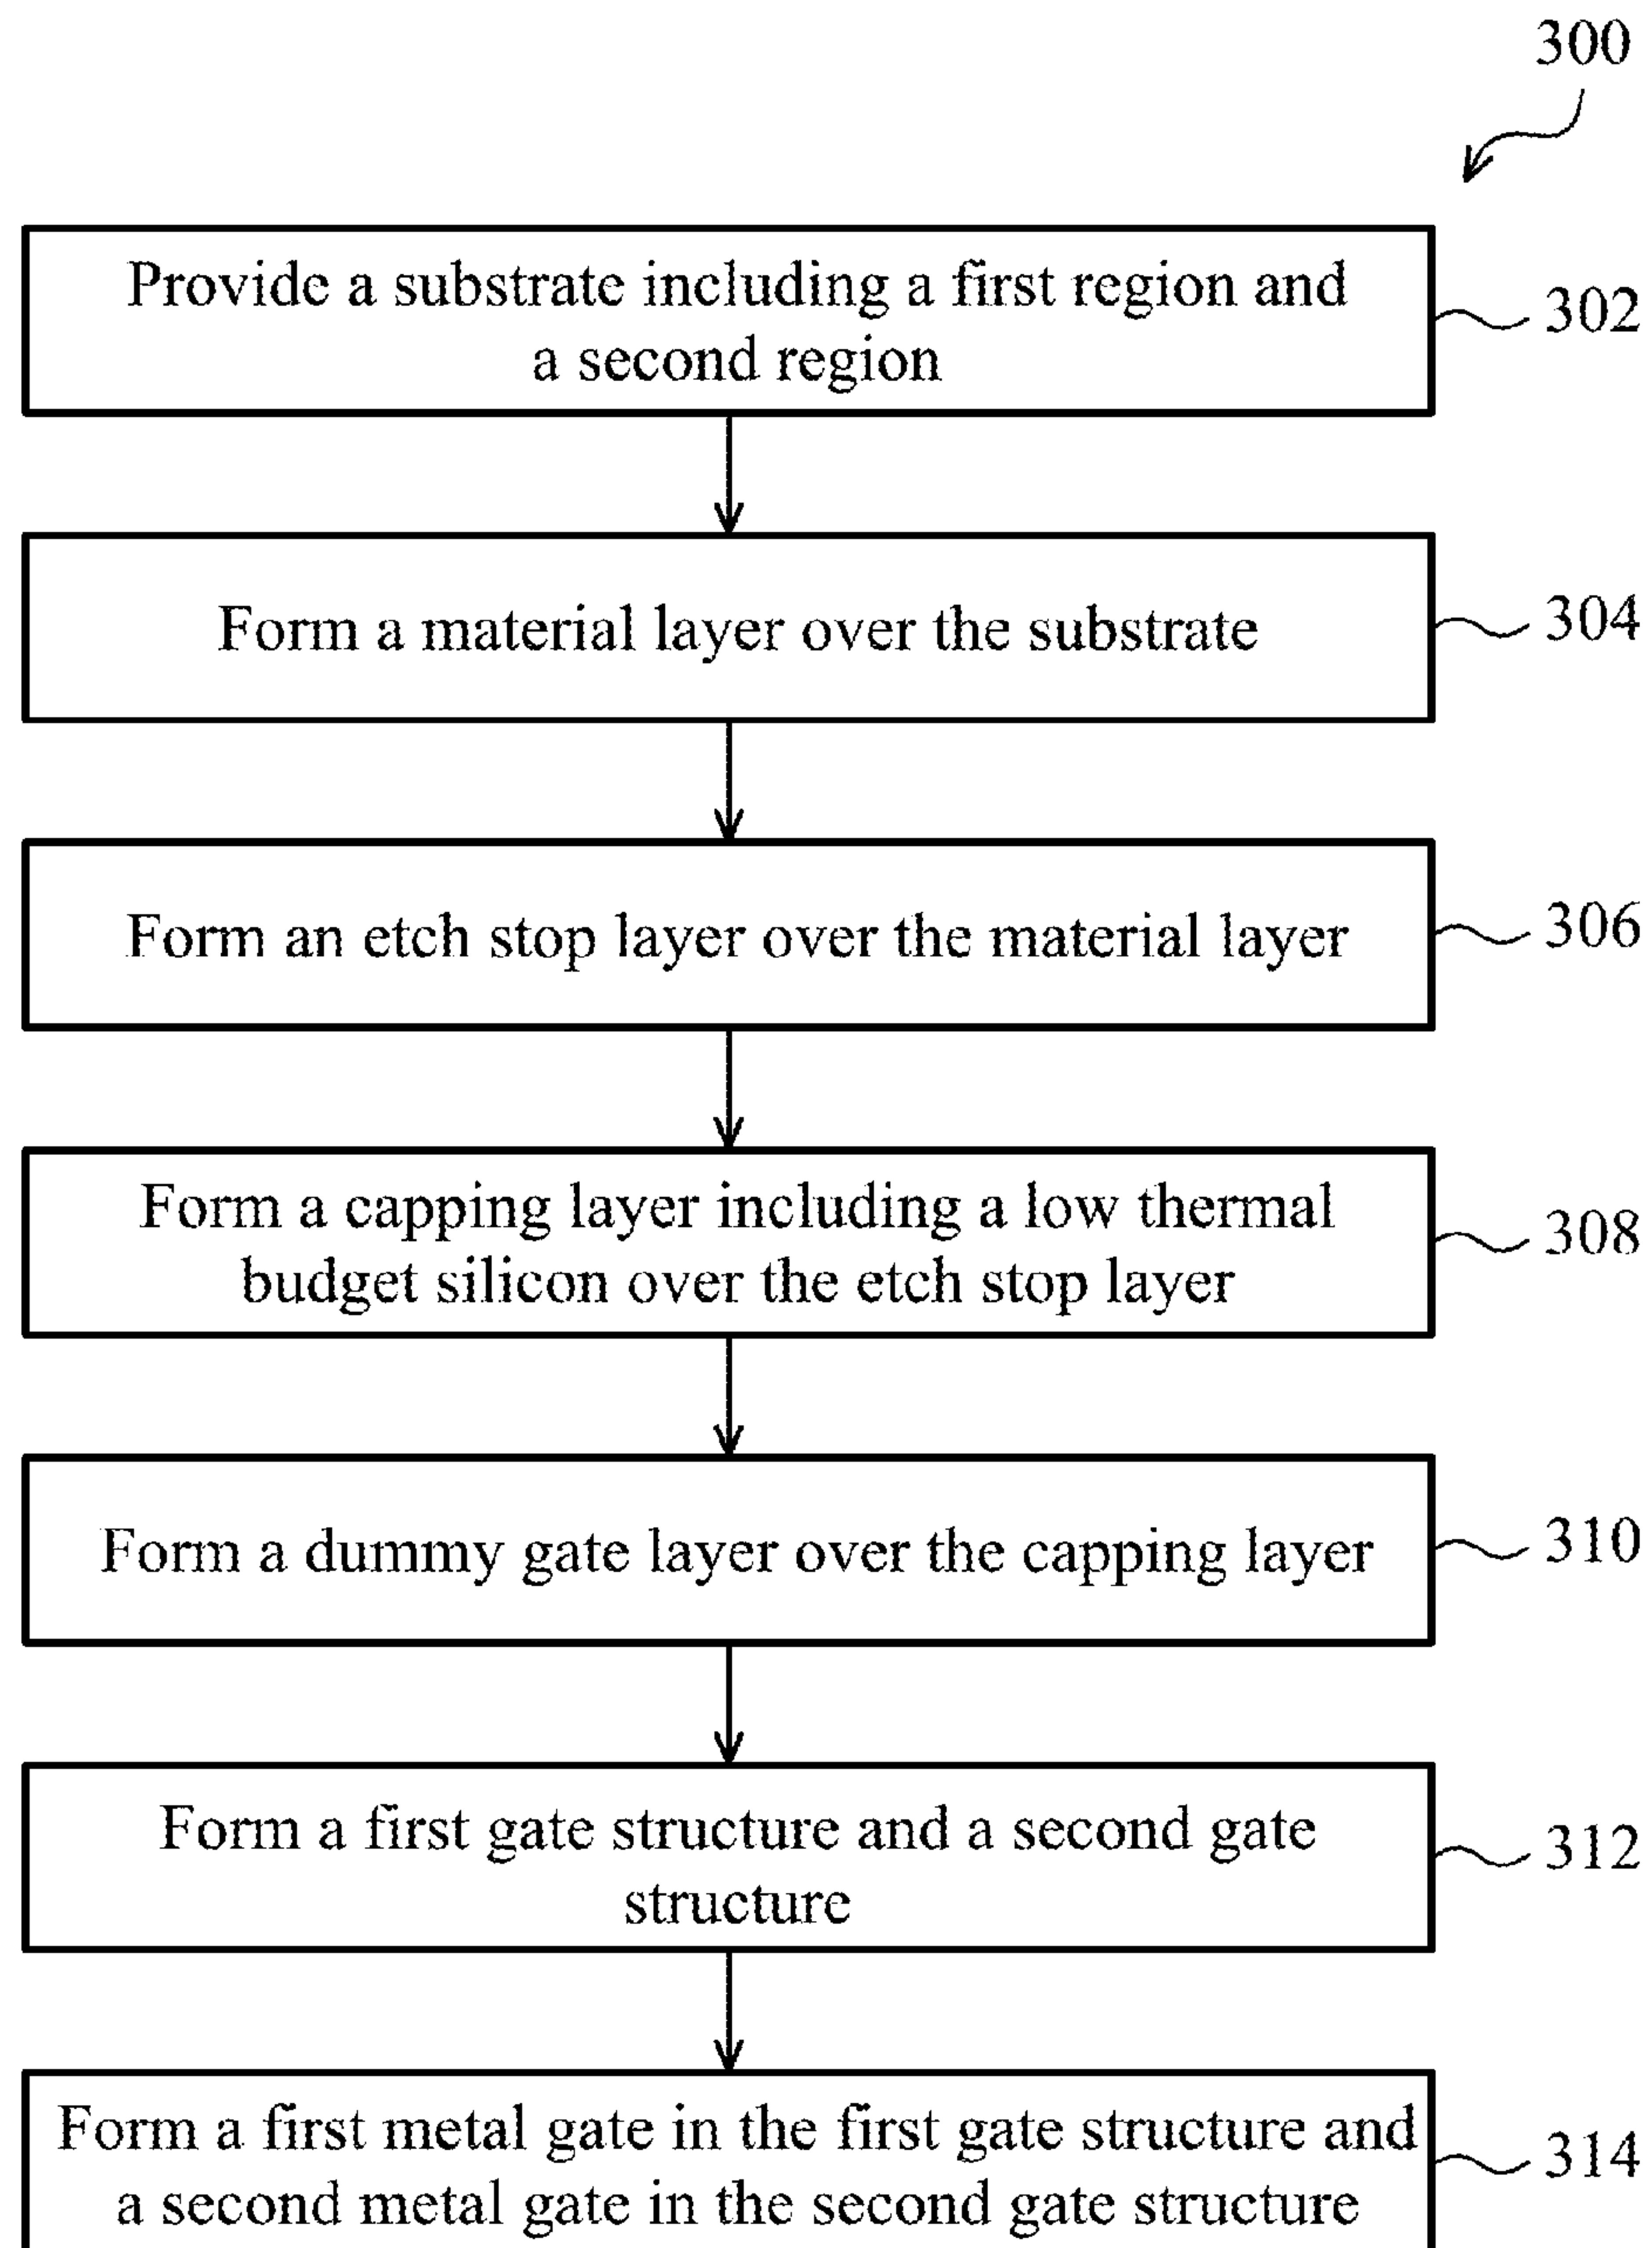 300
Provide a substrate including a first region and
a second region
302
Form a material layer over the substrate
304
Form an etch stop layer over the material layer
306
Form a capping layer including a low thermal
budget silicon over the etch stop layer
308
Form a dummy gate layer over the capping layer
310
Form a first gate structure and a second gate
structure
312
Form a first metal gate in the first gate structure and
a second metal gate in the second gate structure
314